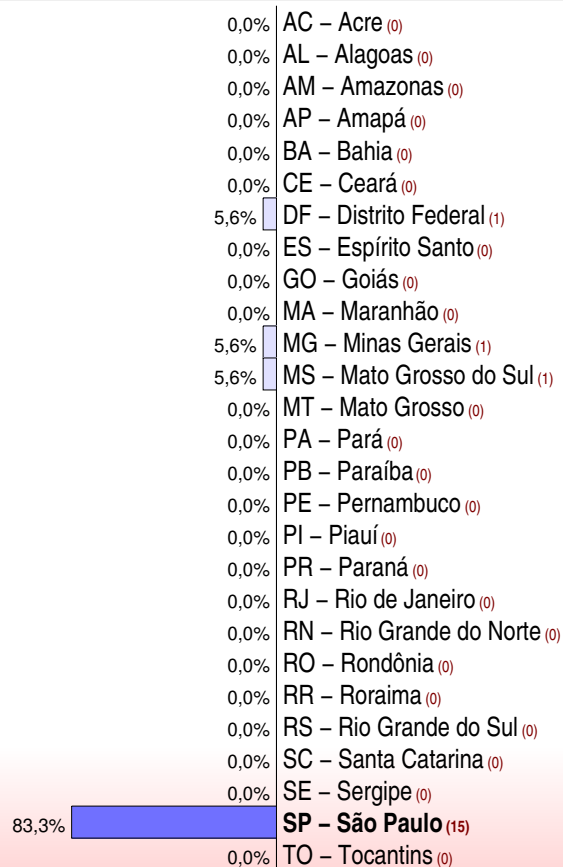 0,0% AC – Acre (0)
0,0% AL – Alagoas (0)
0,0% AM – Amazonas (0)
0,0% AP – Amapá (0)
0,0% BA – Bahia (0)
0,0% CE – Ceará (0)
5,6% DF – Distrito Federal (1)
0,0% ES – Espírito Santo (0)
0,0% GO – Goiás (0)
0,0% MA – Maranhão (0)
5,6% MG – Minas Gerais (1)
5,6% MS – Mato Grosso do Sul (1)
0,0% MT – Mato Grosso (0)
0,0% PA – Pará (0)
0,0% PB – Paraíba (0)
0,0% PE – Pernambuco (0)
0,0% PI – Piauí (0)
0,0% PR – Paraná (0)
0,0% RJ – Rio de Janeiro (0)
0,0% RN – Rio Grande do Norte (0)
0,0% RO – Rondônia (0)
0,0% RR – Roraima (0)
0,0% RS – Rio Grande do Sul (0)
0,0% SC – Santa Catarina (0)
0,0% SE – Sergipe (0)
83,3% SP – São Paulo (15)
0,0% TO – Tocantins (0)